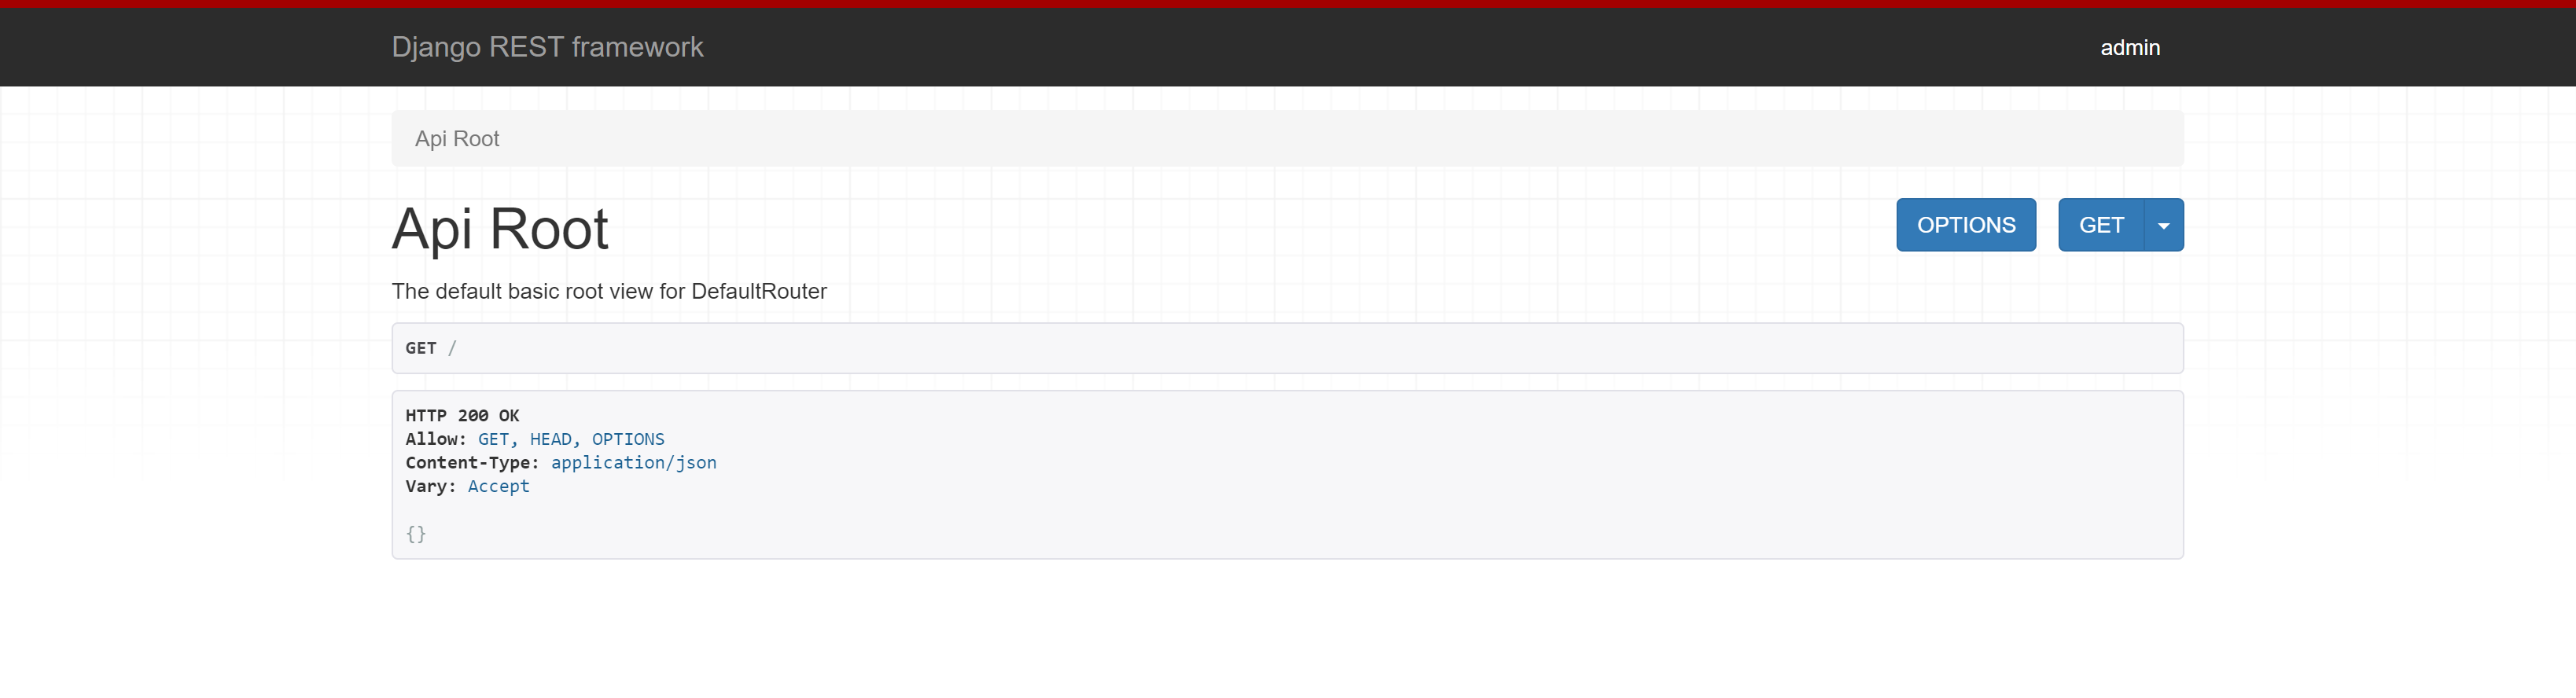 Django REST framework
admin
Api Root
Api Root
OPTIONS
GET
The default basic root view for DefaultRouter
GET /
HTTP 200 OK
Allow: GET, HEAD, OPTIONS
Content-Type: application/json
Vary: Accept
{}